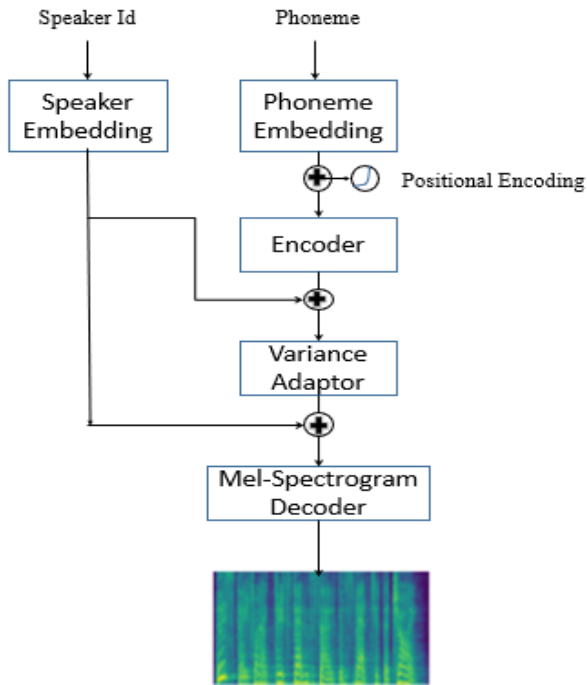 Speaker Id
Phoneme
Speaker
Embedding
Phoneme
Embedding
Positional Encoding
Encoder
Variance
Adaptor
Mel-Spectrogram
Decoder